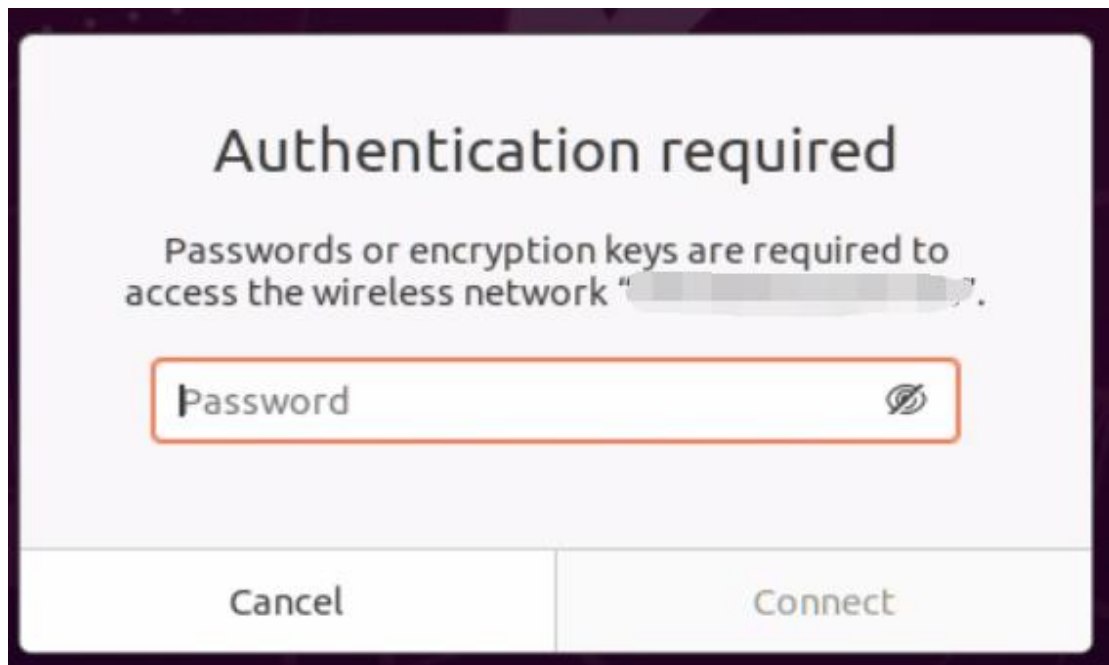 Authentication required
Passwords or encryption keys are required to
access the wireless network “ ”.
Password
Cancel
Connect